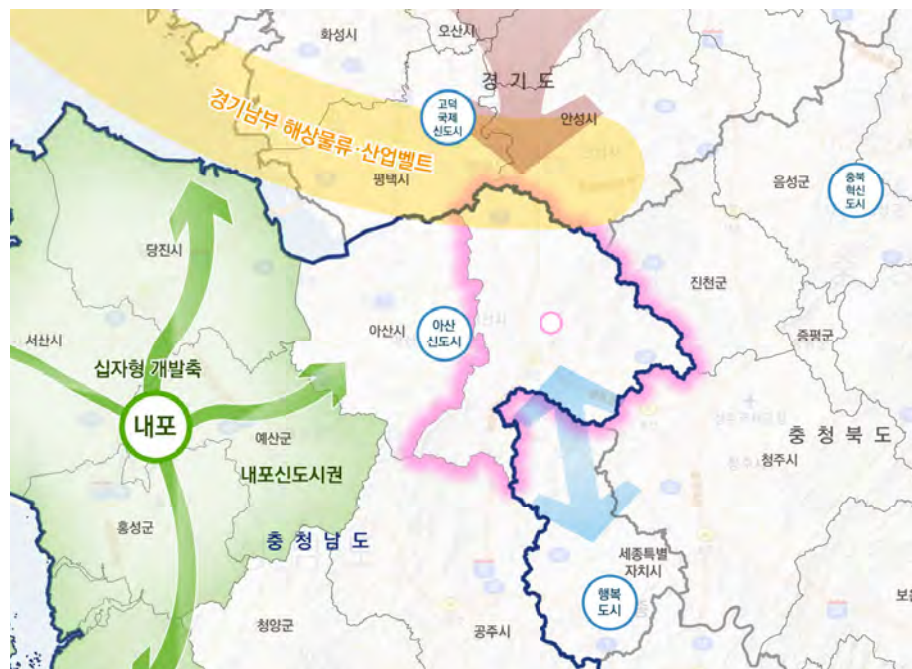 화성시
오산시
경기도
고덕
국제
신도시
안성시
경기남부 해상물류·산업벨트
평택시
음성군
충북
혁신
도시
당진시
진천군
아산시
아산
신도시
서산시
증평군
십자형 개발축
내포
예산군
내포신도시권
충청북도
청주시
홍성군
충청남도
세종특별
자치시
행복
도시
청양군
공주시
보은